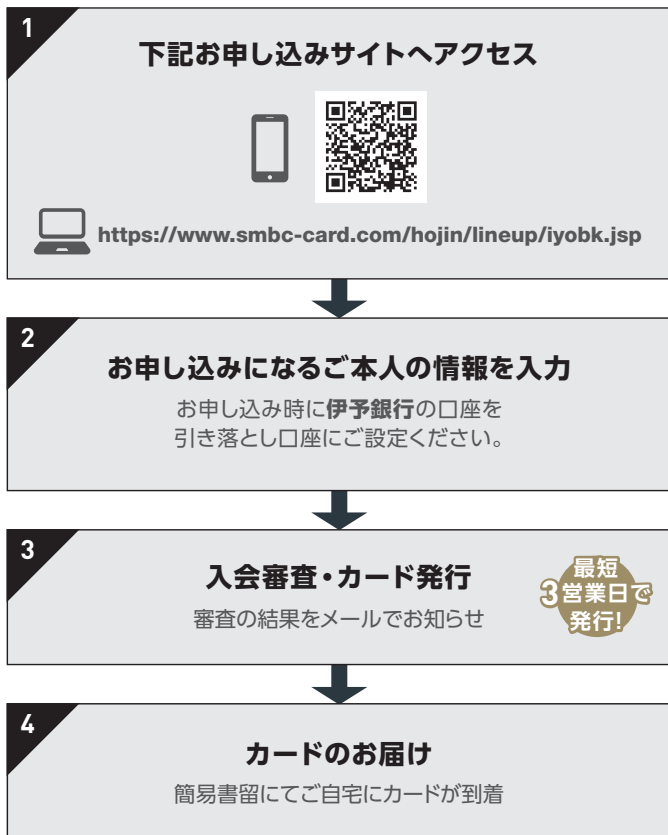 1
下記お申し込みサイトへアクセス
https://www.smbc-card.com/hojin/lineup/iyobk.jsp
2
お申し込みになるご本人の情報を入力
お申し込み時に伊予銀行の口座を
引き落とし口座にご設定ください。
3
入会審査・カード発行
審査の結果をメールでお知らせ
最短
3営業日で
発行!
4
カードのお届け
簡易書留にてご自宅にカードが到着